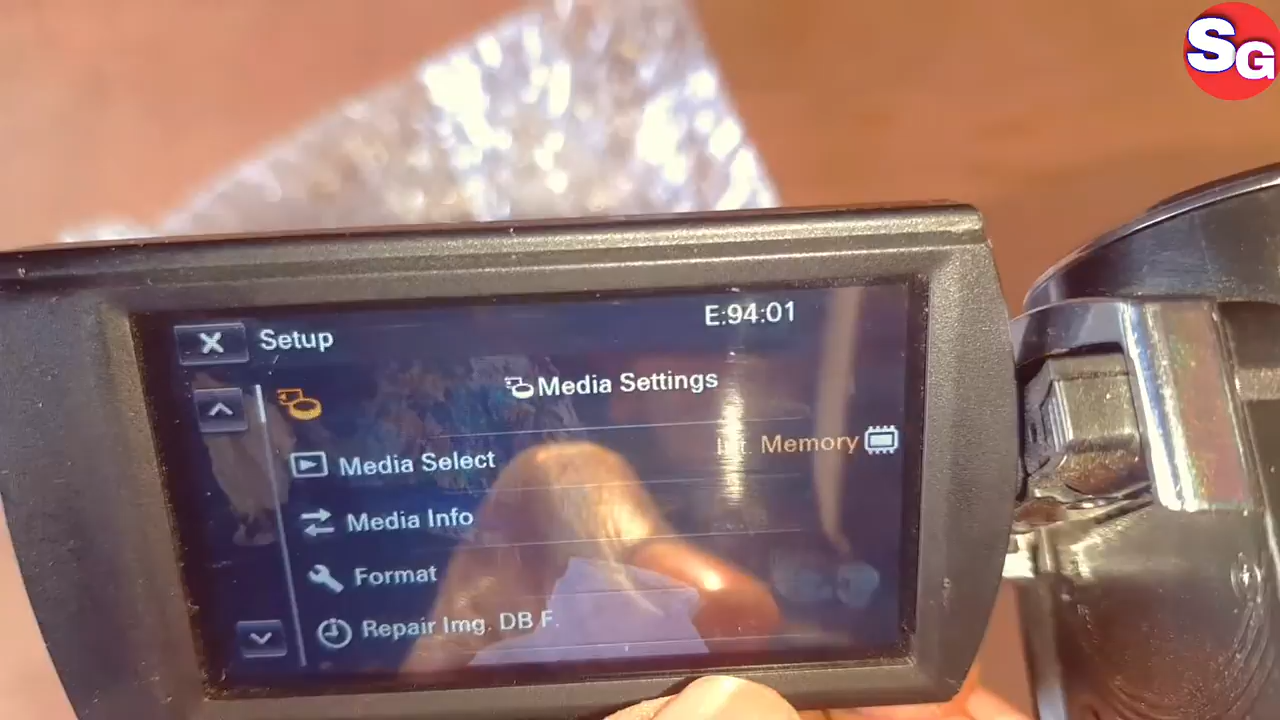 SG
E:94:01
Setup
Media Settings
Media Select
Int. Memory
Media Info
Format
Repair Img. DB F.